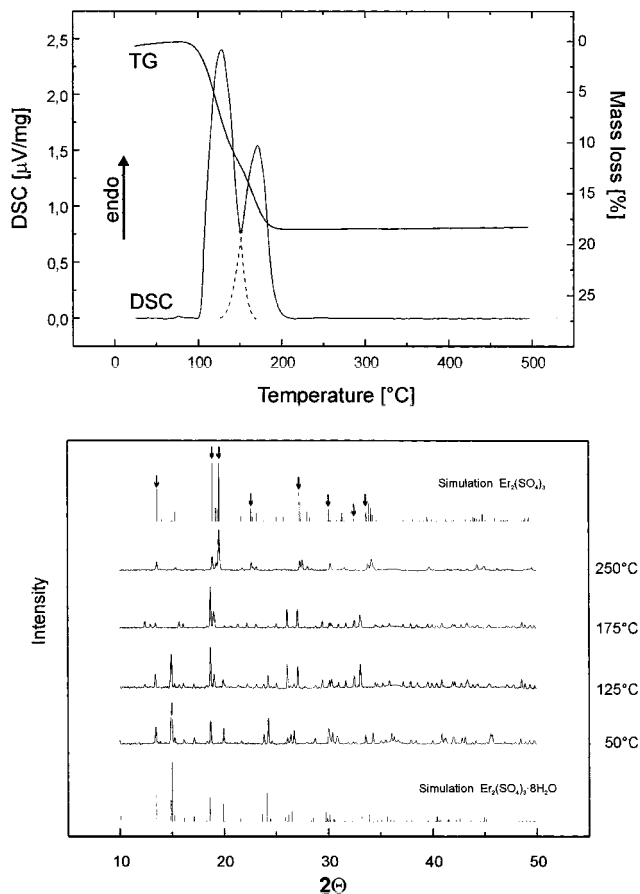 2,5
TG
2,0
1,5
1,0
0,5
0,0
DSC [µV/mg]
endo
DSC
0
5
10
15
20
25
Mass loss [%]
0
100
200
300
400
500
Temperature [°C]
Simulation Er₂(SO₄)₃
250°C
175°C
125°C
50°C
Simulation Er₂(SO₄)₃·8H₂O
Intensity
10
20
30
40
50
2Θ